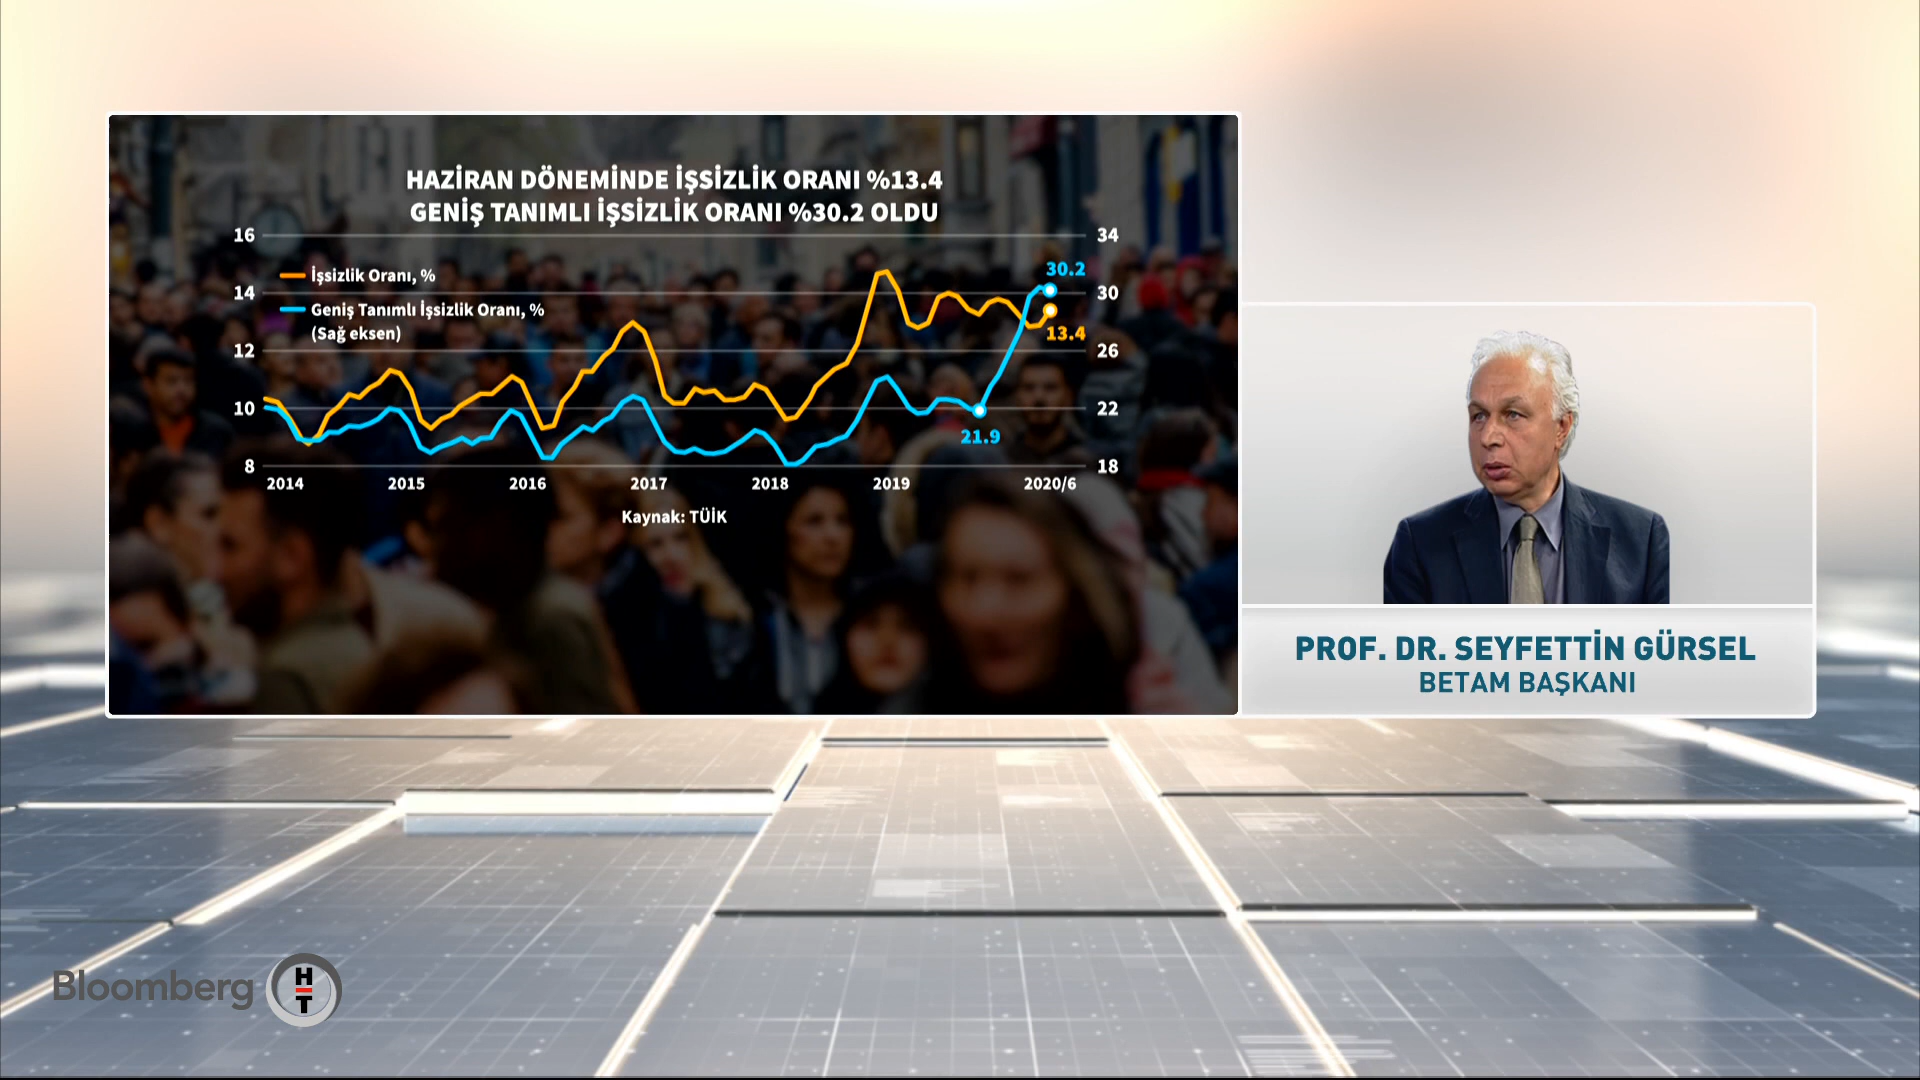 HAZİRAN DÖNEMİNDE İŞSİZLİK ORANI %13.4
GENİŞ TANIMLI İŞSİZLİK ORANI %30.2 OLDU
16
34
İşsizlik Oranı, %
30.2
14
30
Geniş Tanımlı İşsizlik Oranı, %
(Sağ eksen)
13.4
12
26
10
22
21.9
8
18
2014
2015
2016
2017
2018
2019
2020/6
Kaynak: TÜİK
PROF. DR. SEYFETTİN GÜRSEL
BETAM BAŞKANI
Bloomberg HT